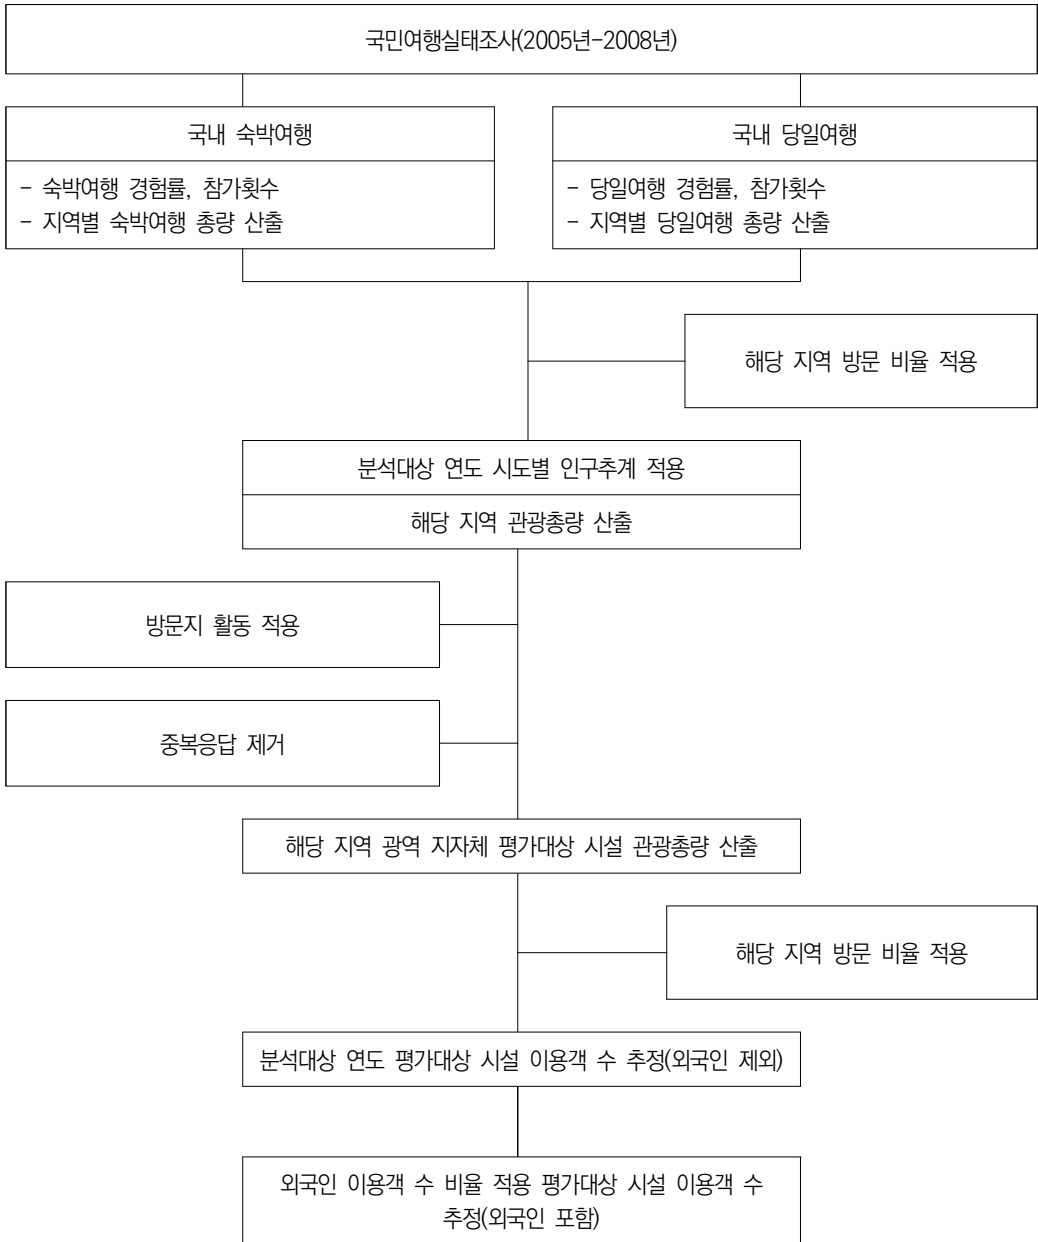 국민여행실태조사(2005년-2008년)
국내 숙박여행
- 숙박여행 경험률, 참가횟수
- 지역별 숙박여행 총량 산출
국내 당일여행
- 당일여행 경험률, 참가횟수
- 지역별 당일여행 총량 산출
해당 지역 방문 비율 적용
분석대상 연도 시도별 인구추계 적용
해당 지역 관광총량 산출
방문지 활동 적용
중복응답 제거
해당 지역 광역 지자체 평가대상 시설 관광총량 산출
해당 지역 방문 비율 적용
분석대상 연도 평가대상 시설 이용객 수 추정(외국인 제외)
외국인 이용객 수 비율 적용 평가대상 시설 이용객 수
추정(외국인 포함)